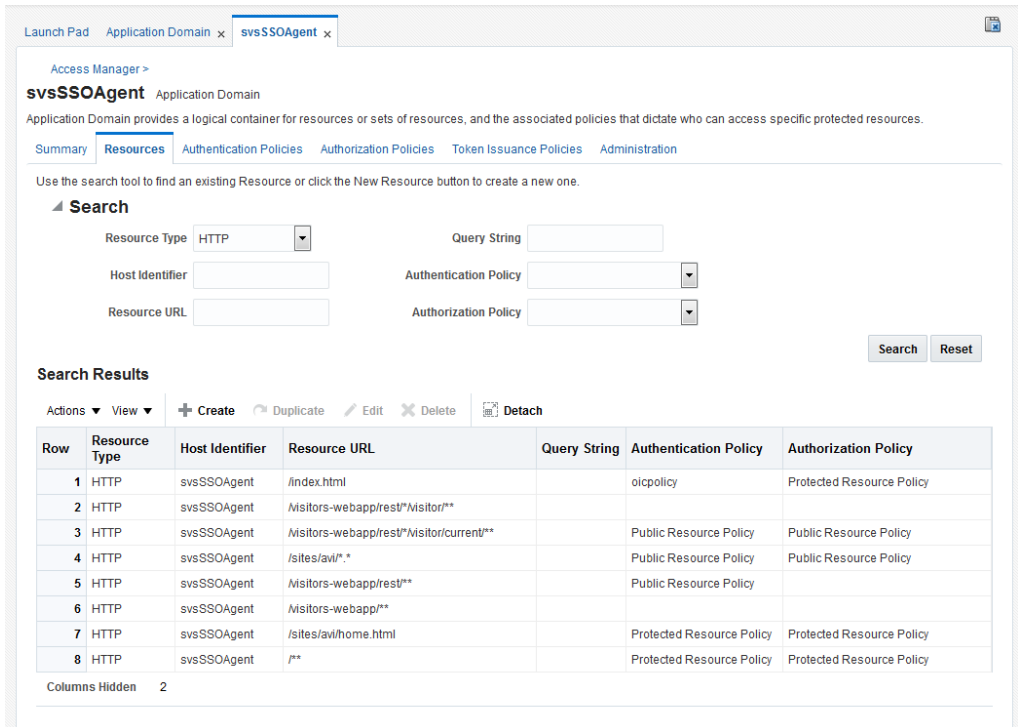 Launch Pad Application Domain × svsSSOAgent ×
Access Manager >
svsSSOAgent Application Domain
Application Domain provides a logical container for resources or sets of resources, and the associated policies that dictate who can access specific protected resources.
Summary Resources Authentication Policies Authorization Policies Token Issuance Policies Administration
Use the search tool to find an existing Resource or click the New Resource button to create a new one.
Search
Resource Type HTTP Query String
Host Identifier Authentication Policy
Resource URL Authorization Policy
Search Reset
Search Results
Actions View Create Duplicate Edit Delete Detach
Row Resource Type Host Identifier Resource URL Query String Authentication Policy Authorization Policy
1 HTTP svsSSOAgent /index.html oicpolicy Protected Resource Policy
2 HTTP svsSSOAgent /visitors-webapp/rest/*/visitor/**
3 HTTP svsSSOAgent /visitors-webapp/rest/*/visitor/current/** Public Resource Policy Public Resource Policy
4 HTTP svsSSOAgent /sites/avi/*.* Public Resource Policy Public Resource Policy
5 HTTP svsSSOAgent /visitors-webapp/rest/** Public Resource Policy
6 HTTP svsSSOAgent /visitors-webapp/**
7 HTTP svsSSOAgent /sites/avi/home.html Protected Resource Policy Protected Resource Policy
8 HTTP svsSSOAgent /** Protected Resource Policy Protected Resource Policy
Columns Hidden 2